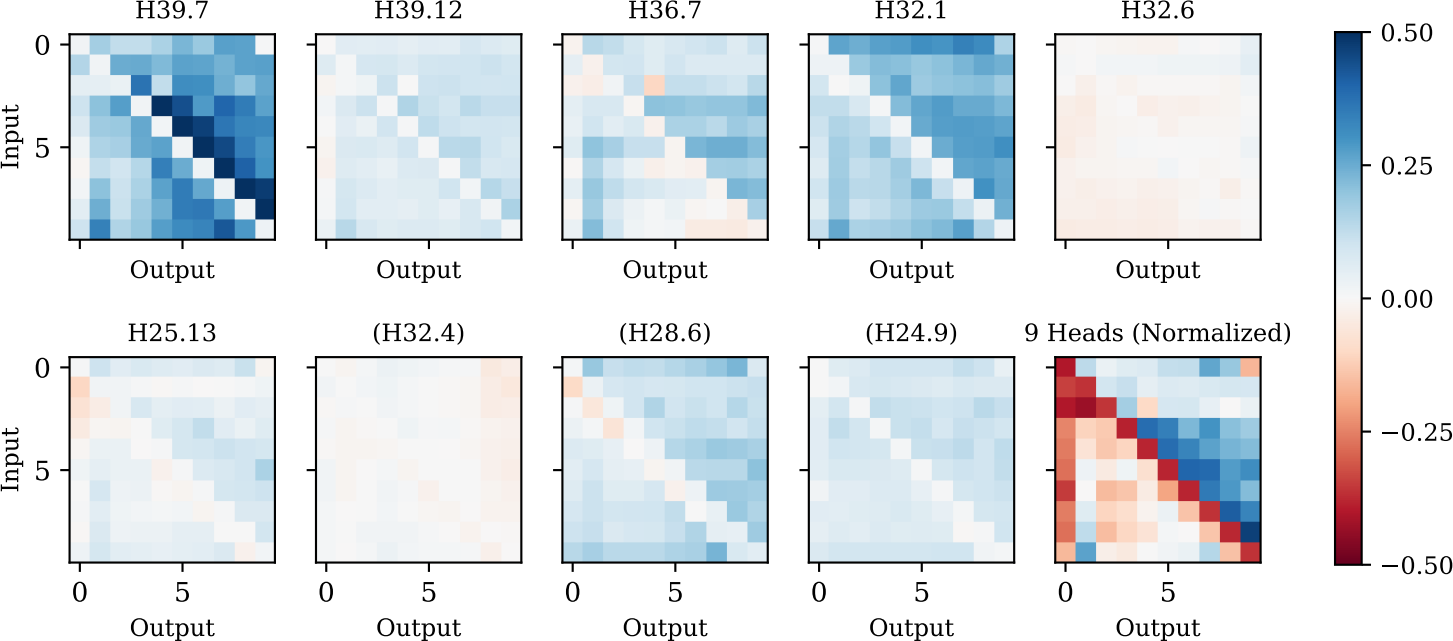 H39.7 H39.12 H36.7 H32.1 H32.6
0
5
Input
Output Output Output Output Output
H25.13 (H32.4) (H28.6) (H24.9) 9 Heads (Normalized)
0
5
Input
0 5 0 5 0 5 0 5 0 5
Output Output Output Output Output
0.50
0.25
0.00
−0.25
−0.50